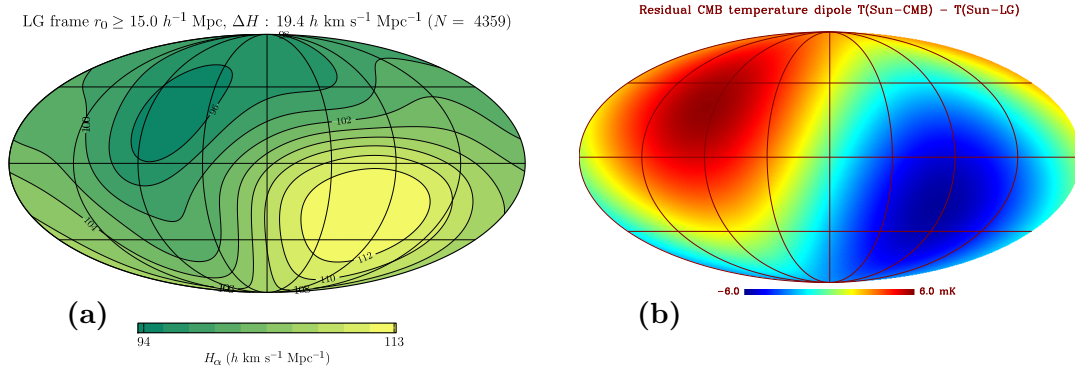 LG frame r₀ ≥ 15.0 h⁻¹ Mpc, ΔH : 19.4 h km s⁻¹ Mpc⁻¹ (N = 4359)
Residual CMB temperature dipole T(Sun−CMB) − T(Sun−LG)
96
100
102
104
112
110
108
−6.0 6.0 mK
(a)
(b)
94 113
H_α (h km s⁻¹ Mpc⁻¹)